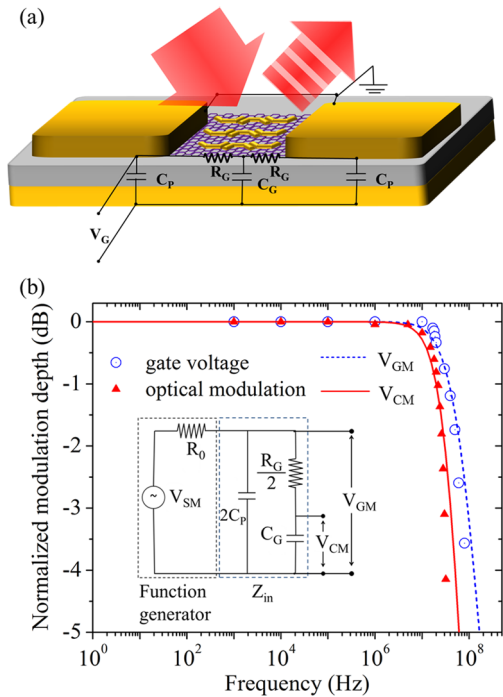 (a)
C_P R_G C_G R_G C_P
V_G
(b)
Normalized modulation depth (dB)
0
-1
-2
-3
-4
-5
gate voltage
optical modulation
V_GM
V_CM
R_0
V_SM
2C_P
R_G
2
C_G
V_CM
V_GM
Function
generator
Z_in
10^0 10^2 10^4 10^6 10^8
Frequency (Hz)